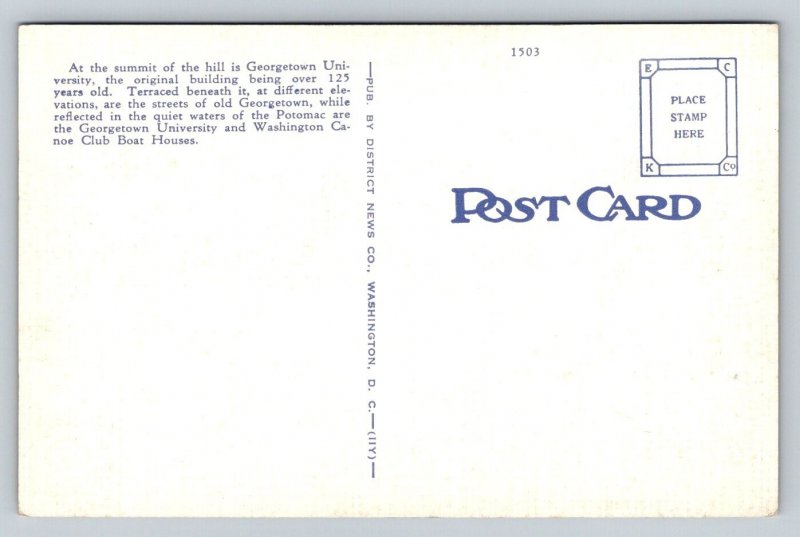 At the summit of the hill is Georgetown Uni-
versity, the original building being over 125
years old. Terraced beneath it, at different ele-
vations, are the streets of old Georgetown, while
reflected in the quiet waters of the Potomac are
the Georgetown University and Washington Ca-
noe Club Boat Houses.
—PUB. BY DISTRICT NEWS CO., WASHINGTON, D. C.—(11Y)—
1503
E C
PLACE
STAMP
HERE
K Co
POST CARD